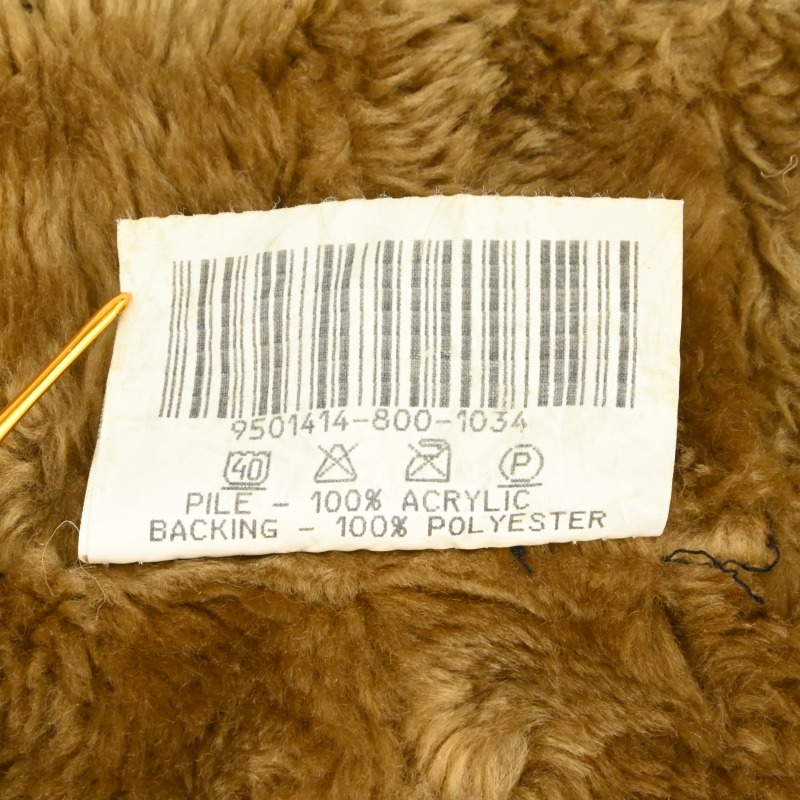 9501414-800-1034
40 P
PILE - 100% ACRYLIC
BACKING - 100% POLYESTER